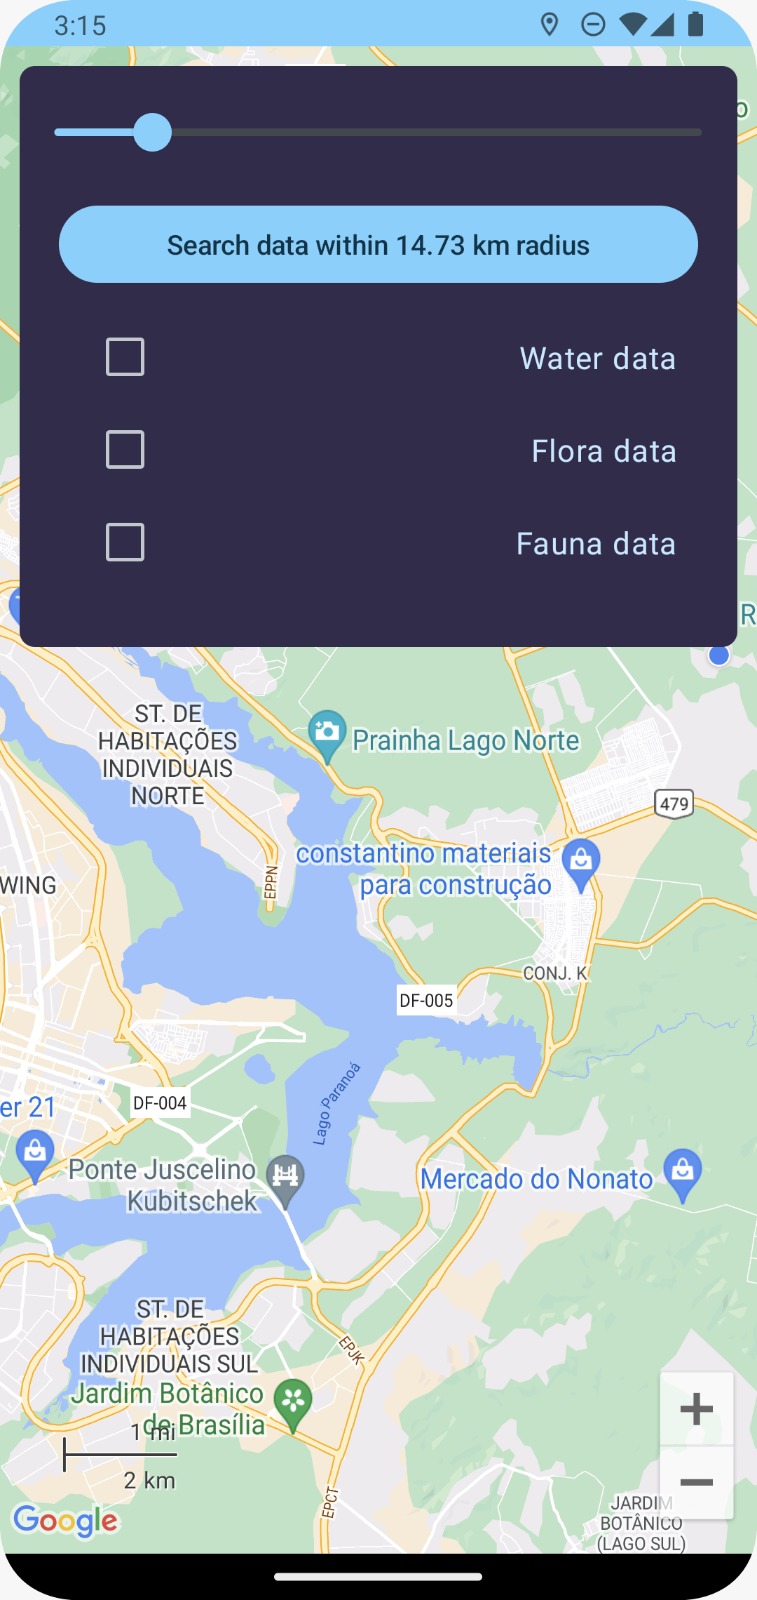 3:15
o
Search data within 14.73 km radius
Water data
Flora data
Fauna data
R
ST. DE
HABITAÇÕES
INDIVIDUAIS
NORTE
Prainha Lago Norte
479
constantino materiais
para construção
WING
EPPN
CONJ. K
DF-005
Lago Paranoá
er 21
DF-004
Ponte Juscelino
Kubitschek
Mercado do Nonato
ST. DE
HABITAÇÕES
INDIVIDUAIS SUL
EPJK
Jardim Botânico
de Brasília
1 mi
2 km
EPCT
JARDIM
BOTÂNICO
(LAGO SUL)
Google